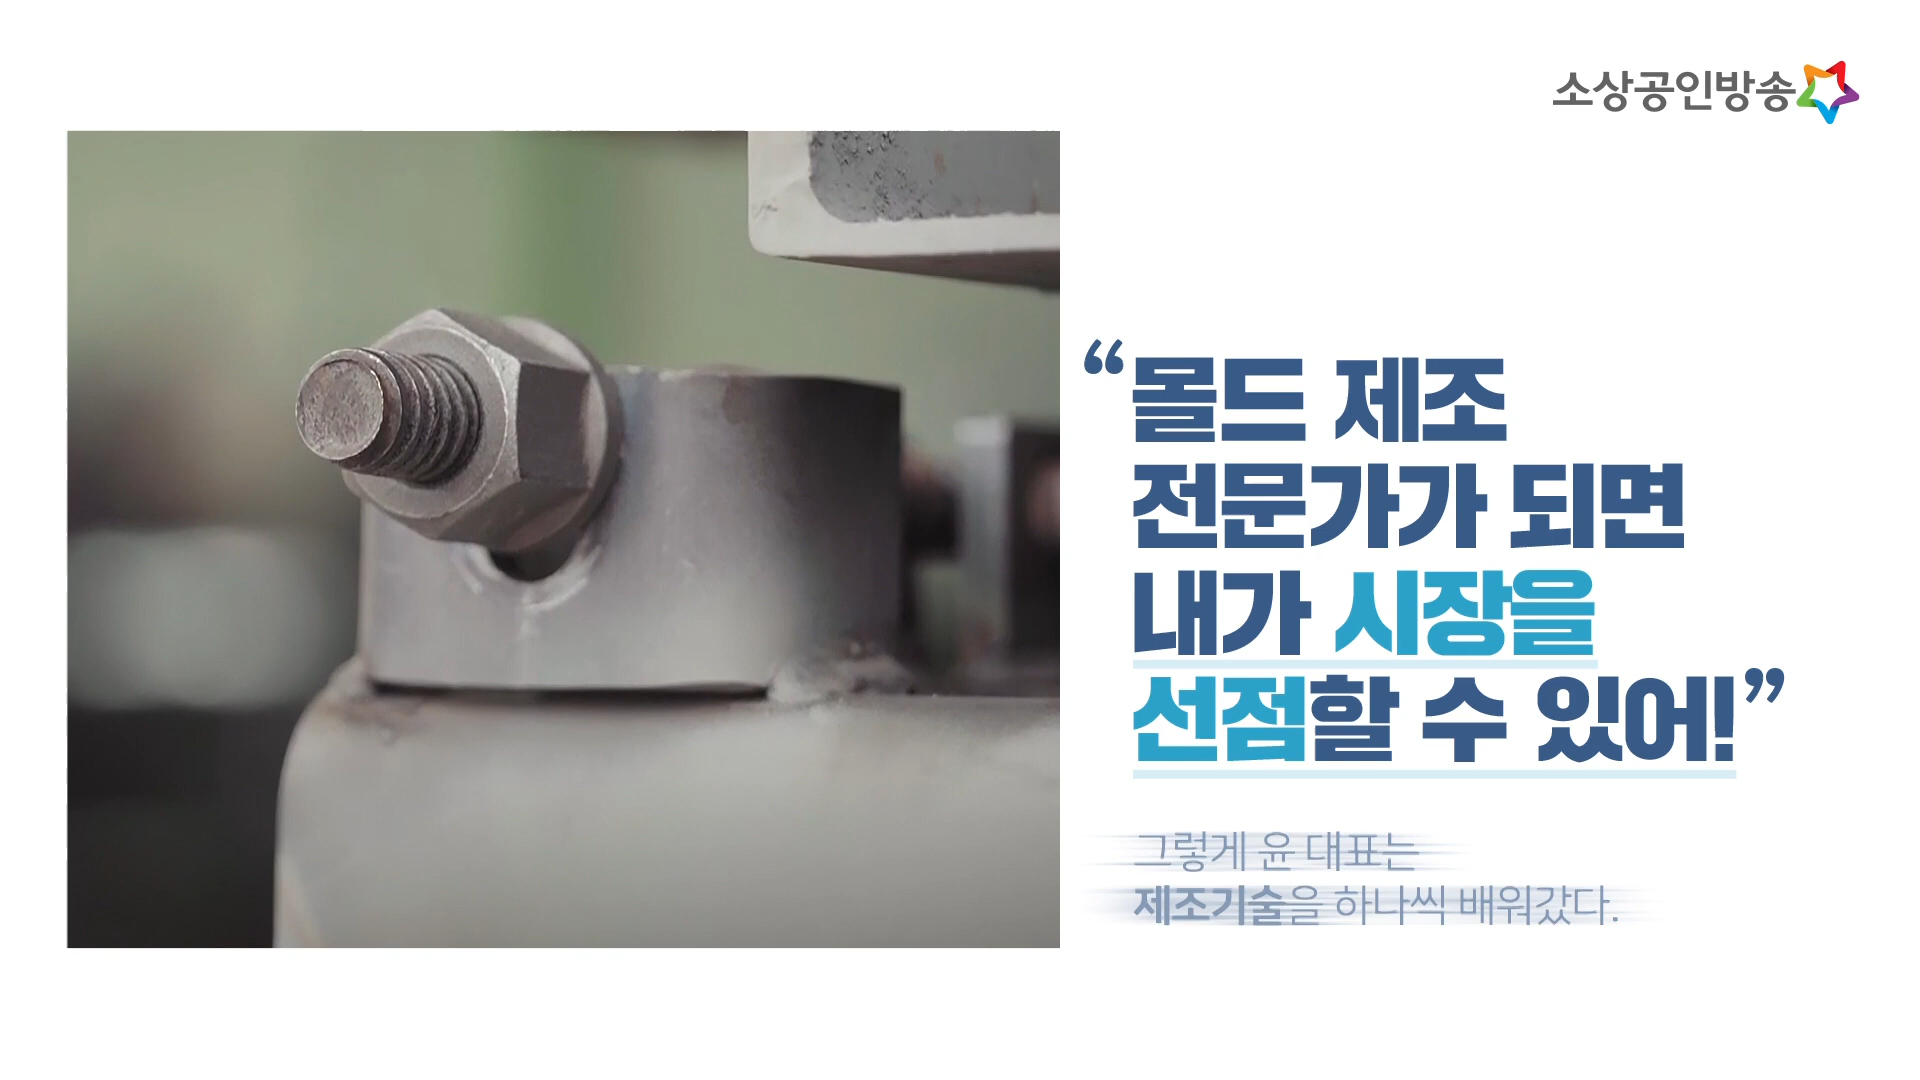 소상공인방송
“몰드 제조
전문가가 되면
내가 시장을
선점할 수 있어!”
그렇게 윤 대표는
제조기술을 하나씩 배워갔다.